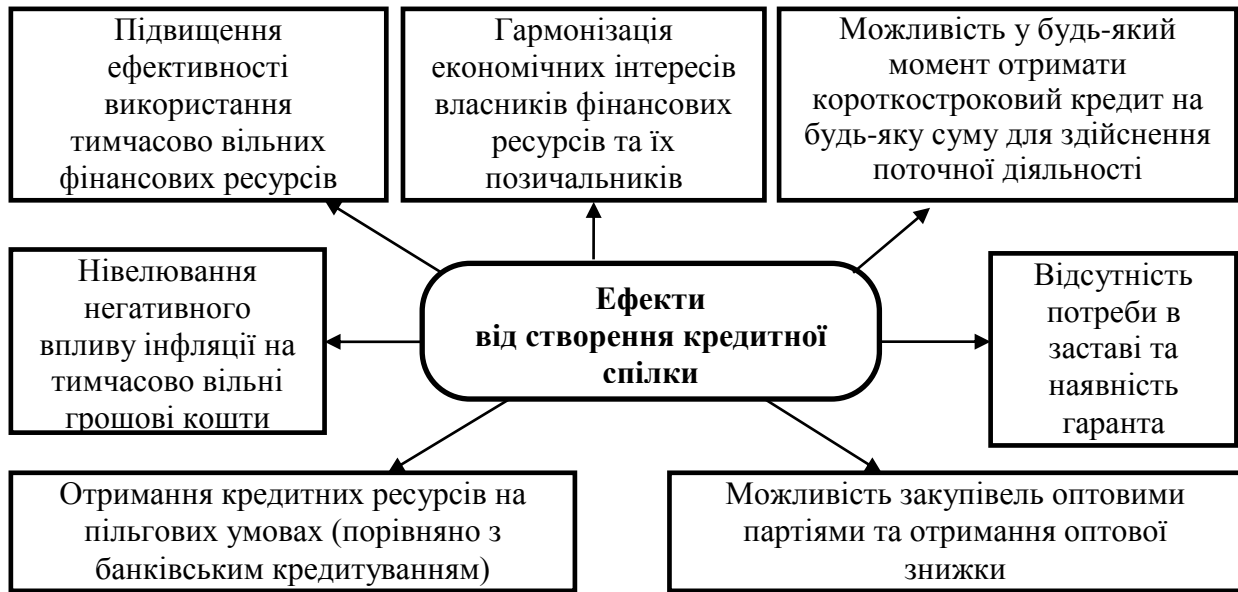 Підвищення
ефективності
використання
тимчасово вільних
фінансових ресурсів
Гармонізація
економічних інтересів
власників фінансових
ресурсів та їх
позичальників
Можливість у будь-який
момент отримати
короткостроковий кредит на
будь-яку суму для здійснення
поточної діяльності
Нівелювання
негативного
впливу інфляції на
тимчасово вільні
грошові кошти
Ефекти
від створення кредитної
спілки
Відсутність
потреби в
заставі та
наявність
гаранта
Отримання кредитних ресурсів на
пільгових умовах (порівняно з
банківським кредитуванням)
Можливість закупівель оптовими
партіями та отримання оптової
знижки